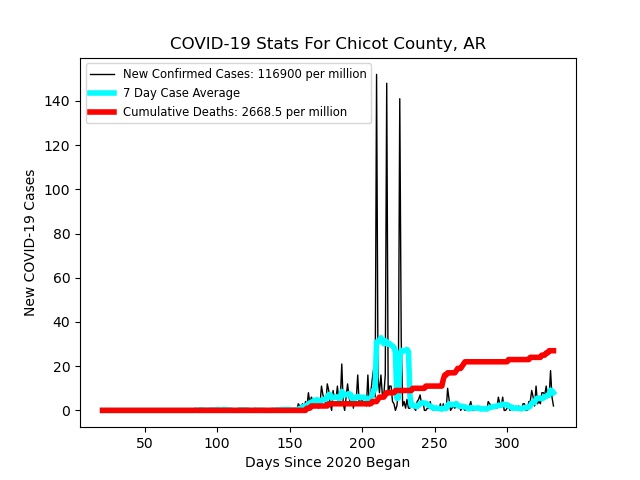 COVID-19 Stats For Chicot County, AR
New Confirmed Cases: 116900 per million
7 Day Case Average
Cumulative Deaths: 2668.5 per million
New COVID-19 Cases
140
120
100
80
60
40
20
0
50
100
150
200
250
300
Days Since 2020 Began